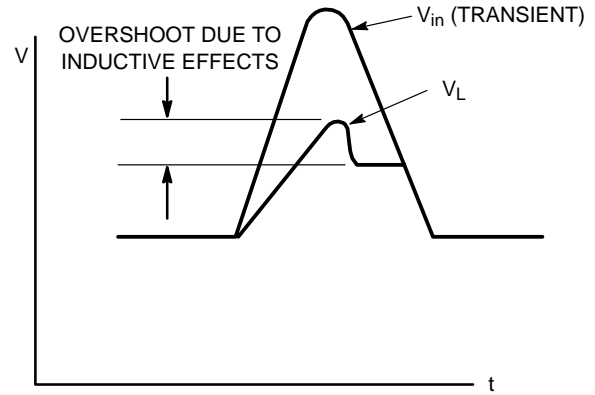 OVERSHOOT DUE TO
INDUCTIVE EFFECTS
Vin (TRANSIENT)
VL
V
t